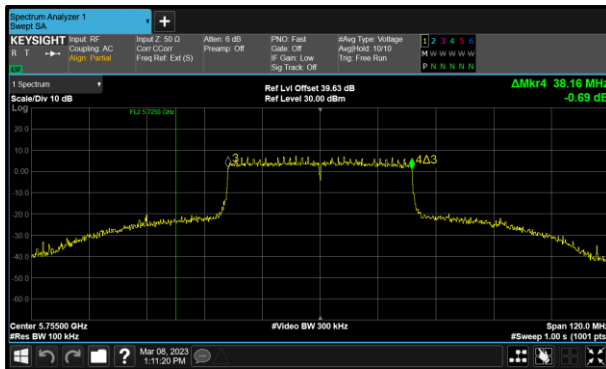 Spectrum Analyzer 1
Swept SA
+
KEYSIGHT
R T
Input: RF
Coupling: AC
Align: Partial
Input Z: 50 Ω
Corr CCorr
Freq Ref: Ext (S)
Atten: 6 dB
Preamp: Off
PNO: Fast
Gate: Off
IF Gain: Low
Sig Track: Off
#Avg Type: Voltage
Avg|Hold: 10/10
Trig: Free Run
1 2 3 4 5 6
M W W W W W
P N N N N N
1 Spectrum
Scale/Div 10 dB
Ref Lvl Offset 39.63 dB
Ref Level 30.00 dBm
ΔMkr4 38.16 MHz
-0.69 dB
Log
FL2 5.7250 GHz
20.0
10.0
0.00
-10.0
-20.0
-30.0
-40.0
-50.0
-60.0
3
4Δ3
Center 5.75500 GHz
#Res BW 100 kHz
#Video BW 300 kHz
Span 120.0 MHz
#Sweep 1.00 s (1001 pts)
?
Mar 08, 2023
1:11:20 PM